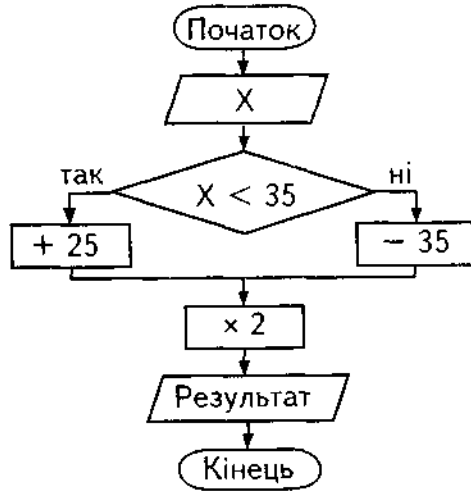 Початок
X
так
X < 35
ні
+ 25
− 35
× 2
Результат
Кінець